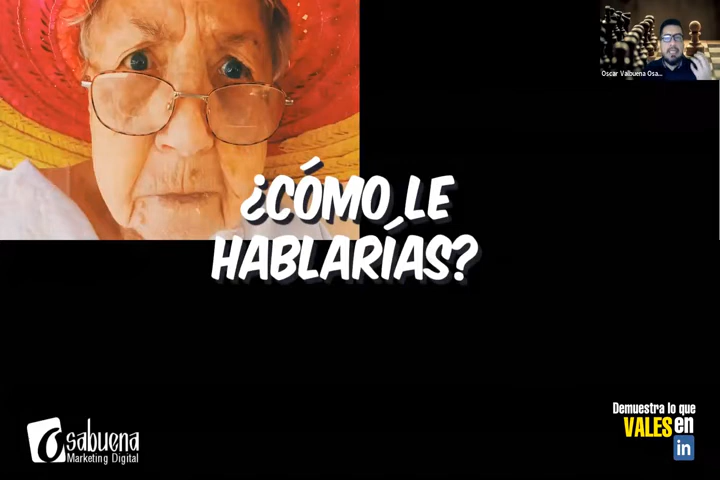 Oscar Valbuena Osa...
¿CÓMO LE
HABLARÍAS?
Osabuena
Marketing Digital
Demuestra lo que
VALES en
in